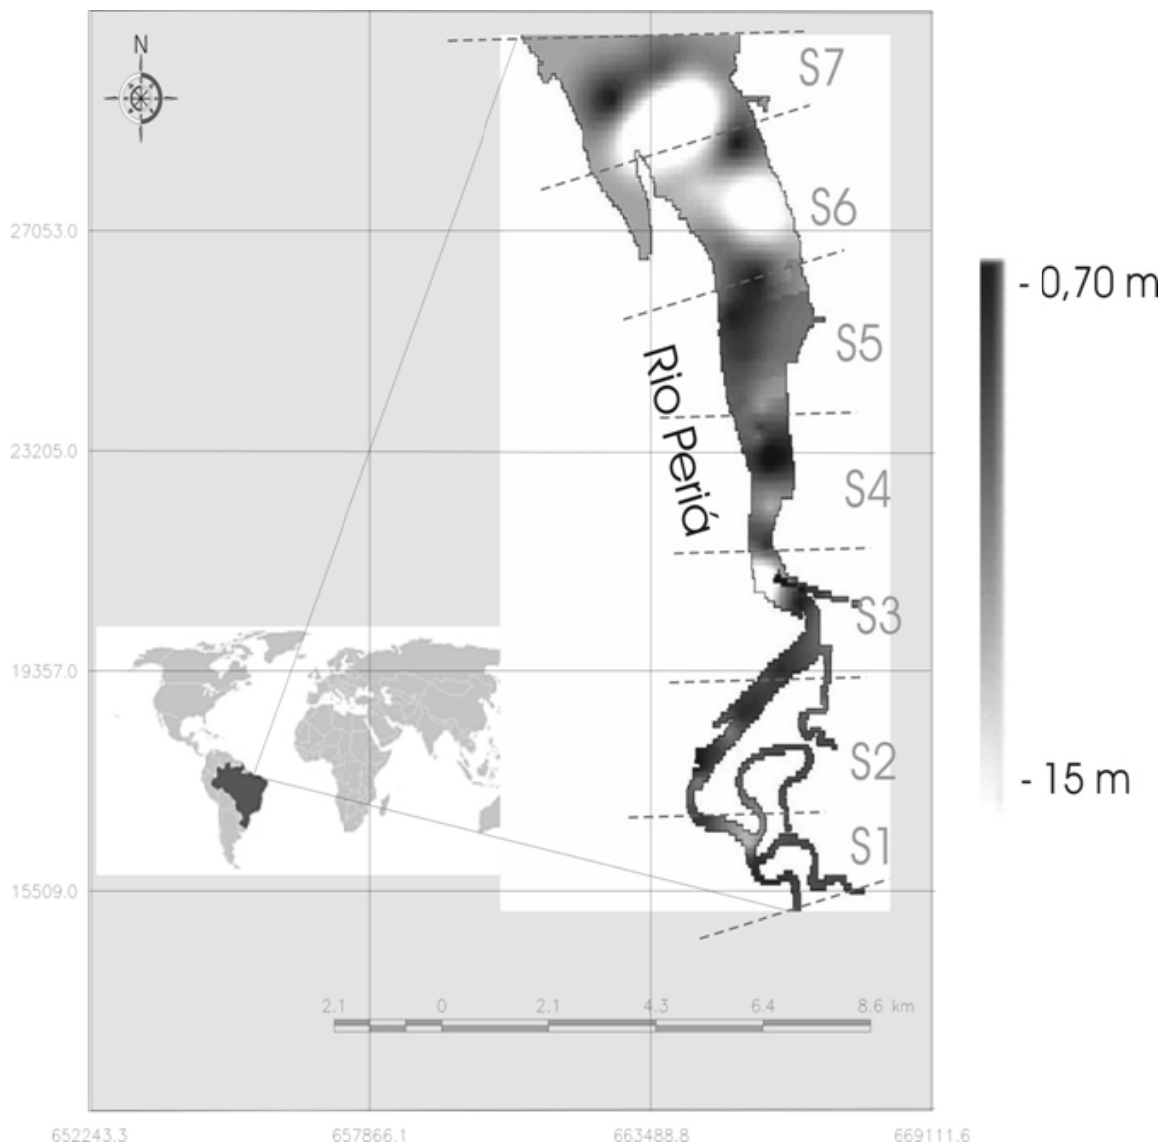 N
S7
S6
27053.0
- 0,70 m
S5
Rio Periá
23205.0
S4
S3
19357.0
S2
- 15 m
S1
15509.0
2.1 0 2.1 4.3 6.4 8.6 km
652243.3 657866.1 663488.8 669111.6